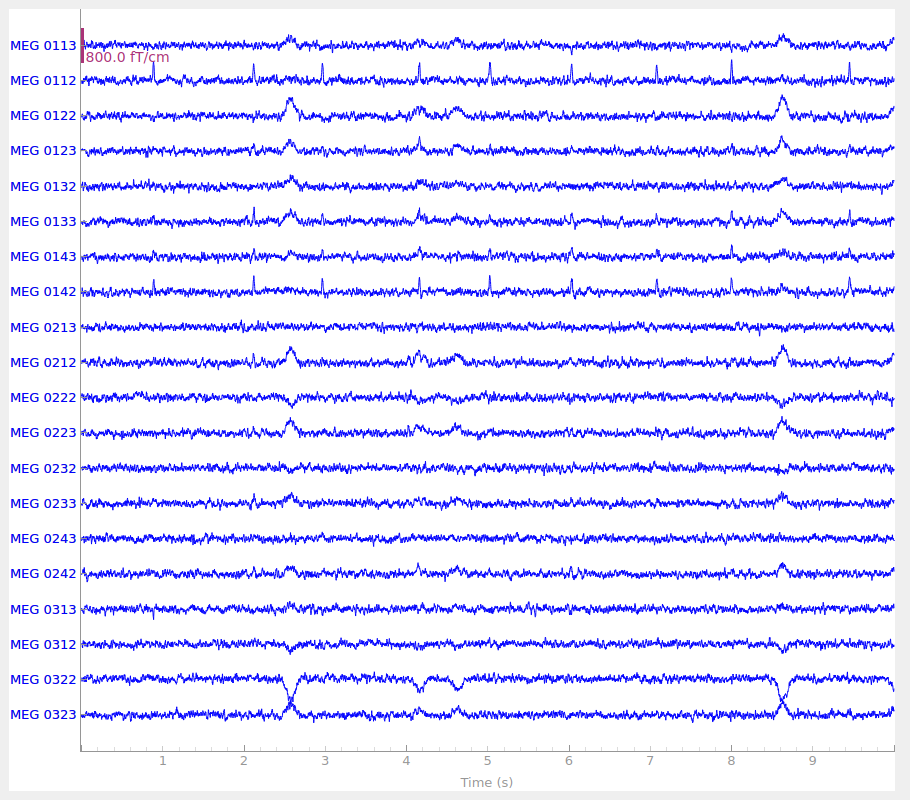 MEG 0113
800.0 fT/cm
MEG 0112
MEG 0122
MEG 0123
MEG 0132
MEG 0133
MEG 0143
MEG 0142
MEG 0213
MEG 0212
MEG 0222
MEG 0223
MEG 0232
MEG 0233
MEG 0243
MEG 0242
MEG 0313
MEG 0312
MEG 0322
MEG 0323
1 2 3 4 5 6 7 8 9
Time (s)